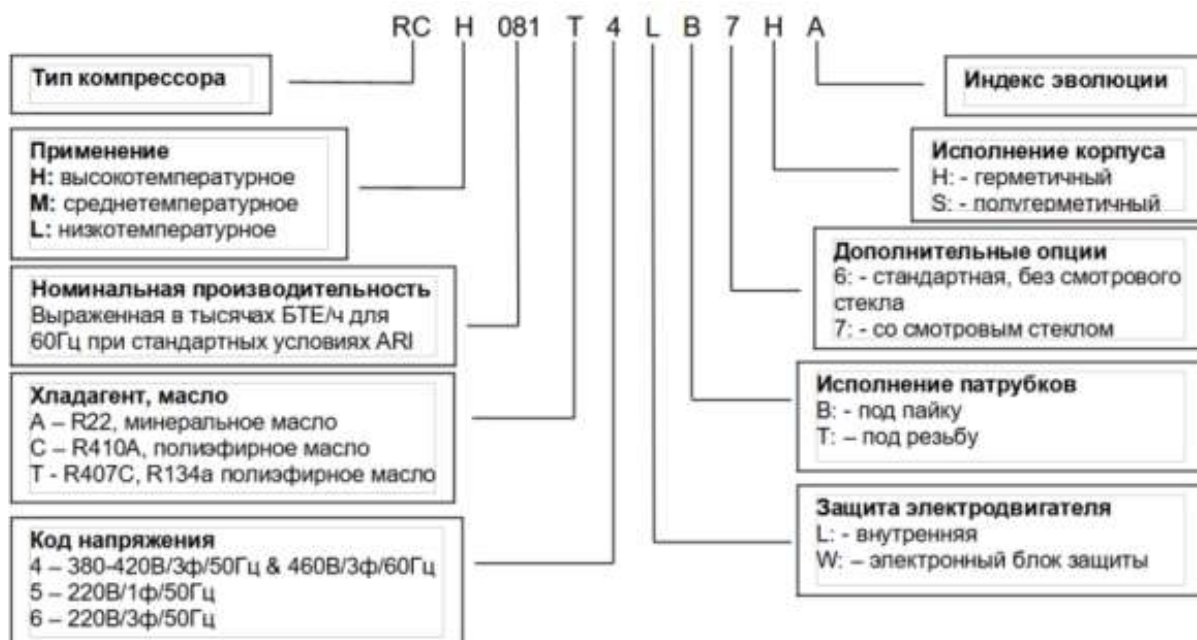 RC H 081 T 4 L B 7 H A
Тип компрессора
Применение
H: высокотемпературное
M: среднетемпературное
L: низкотемпературное
Номинальная производительность
Выраженная в тысячах БТЕ/ч для
60Гц при стандартных условиях ARI
Хладагент, масло
A – R22, минеральное масло
C – R410A, полиэфирное масло
T - R407C, R134a полиэфирное масло
Код напряжения
4 – 380-420В/3ф/50Гц & 460В/3ф/60Гц
5 – 220В/1ф/50Гц
6 – 220В/3ф/50Гц
Индекс эволюции
Исполнение корпуса
H: - герметичный
S: - полугерметичный
Дополнительные опции
6: - стандартная, без смотрового
стекла
7: - со смотровым стеклом
Исполнение патрубков
B: - под пайку
T: – под резьбу
Защита электродвигателя
L: - внутренняя
W: – электронный блок защиты